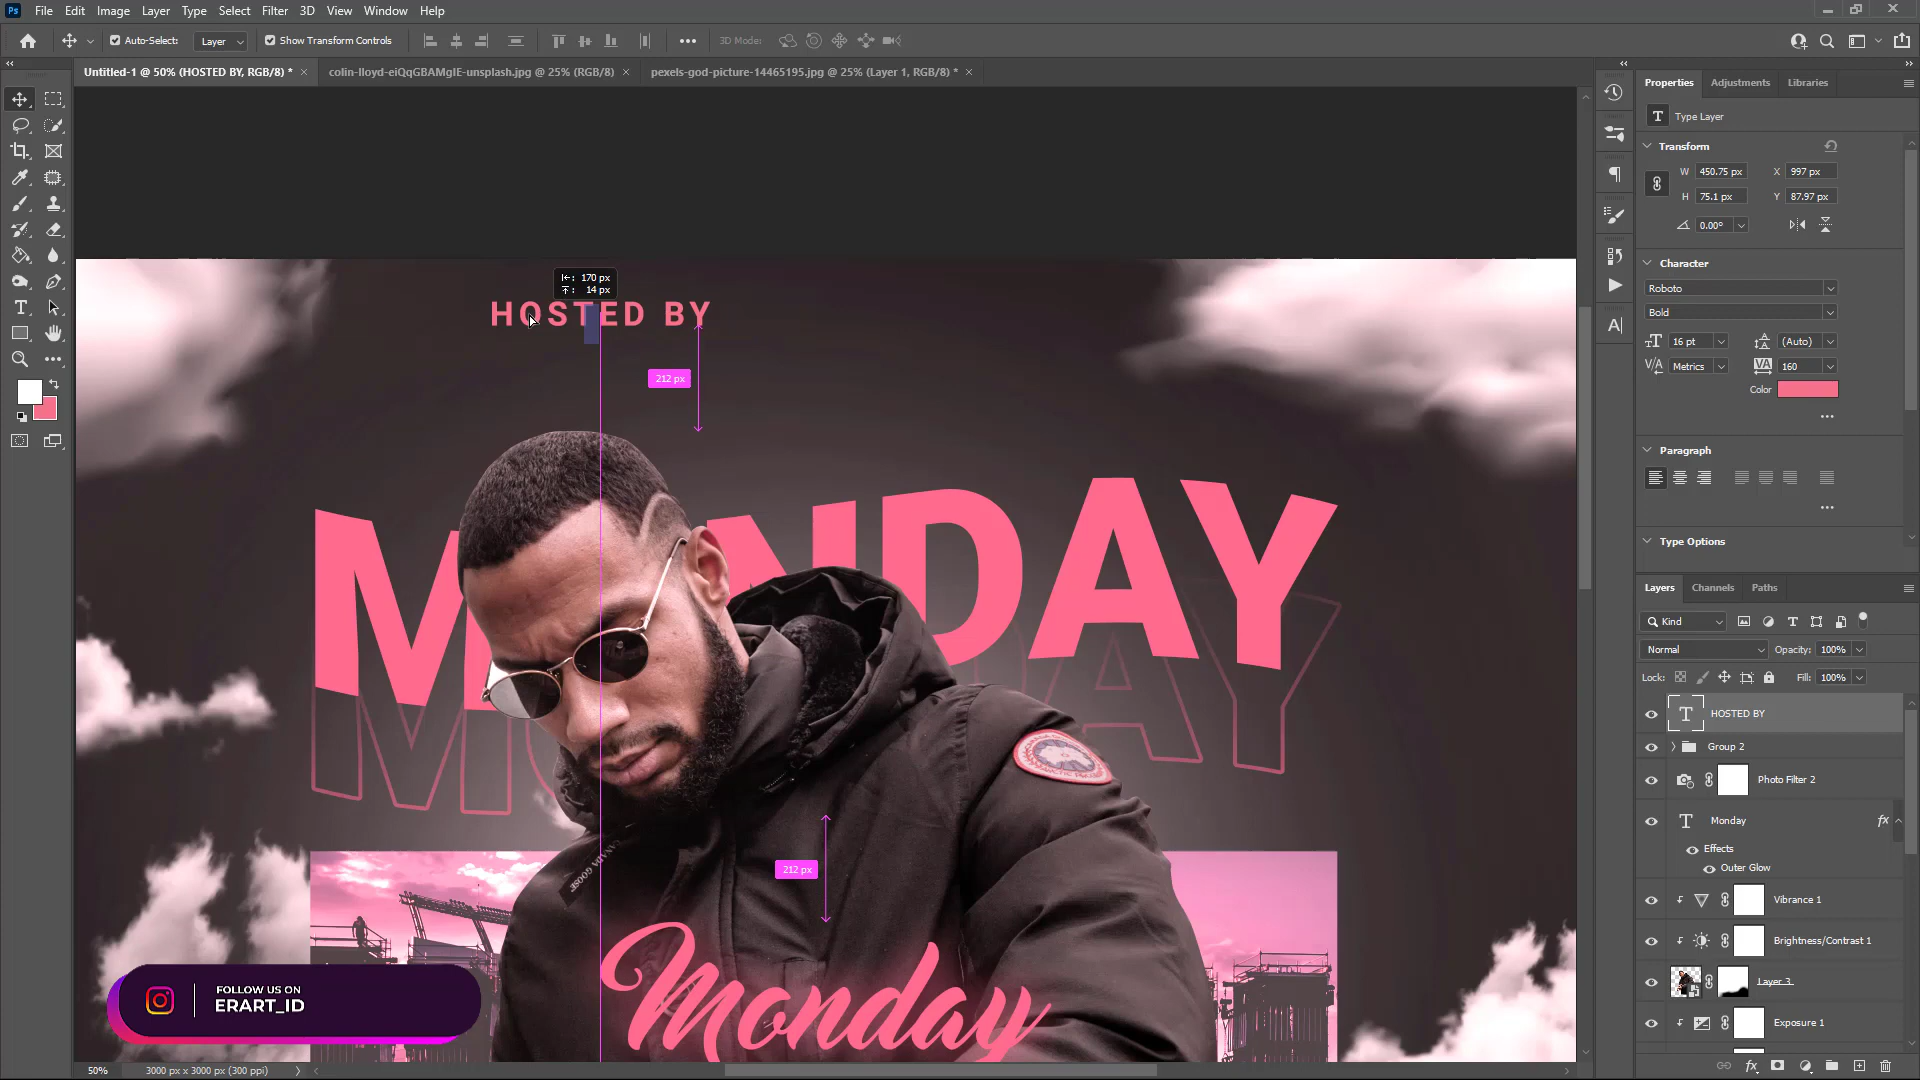 Ps File Edit Image Layer Type Select Filter 3D View Window Help
Auto-Select: Layer Show Transform Controls 3D Mode:
Untitled-1 @ 50% (HOSTED BY, RGB/8) * colin-lloyd-eiQqGBAMgIE-unsplash.jpg @ 25% (RGB/8) pexels-god-picture-14465195.jpg @ 25% (Layer 1, RGB/8) *
Properties Adjustments Libraries
Type Layer
Transform
W 450.75 px X 997 px
H 75.1 px Y 87.97 px
0.00°
Character
Roboto
Bold
16 pt (Auto)
Metrics 160
Color
Paragraph
Type Options
Layers Channels Paths
Kind
Normal Opacity: 100%
Lock: Fill: 100%
HOSTED BY
Group 2
Photo Filter 2
Monday fx
Effects
Outer Glow
Vibrance 1
Brightness/Contrast 1
Layer 3
Exposure 1
170 px
14 px
HOSTED BY
212 px
MONDAY
CANADA GOOSE
212 px
Monday
FOLLOW US ON
ERART_ID
50% 3000 px x 3000 px (300 ppi)